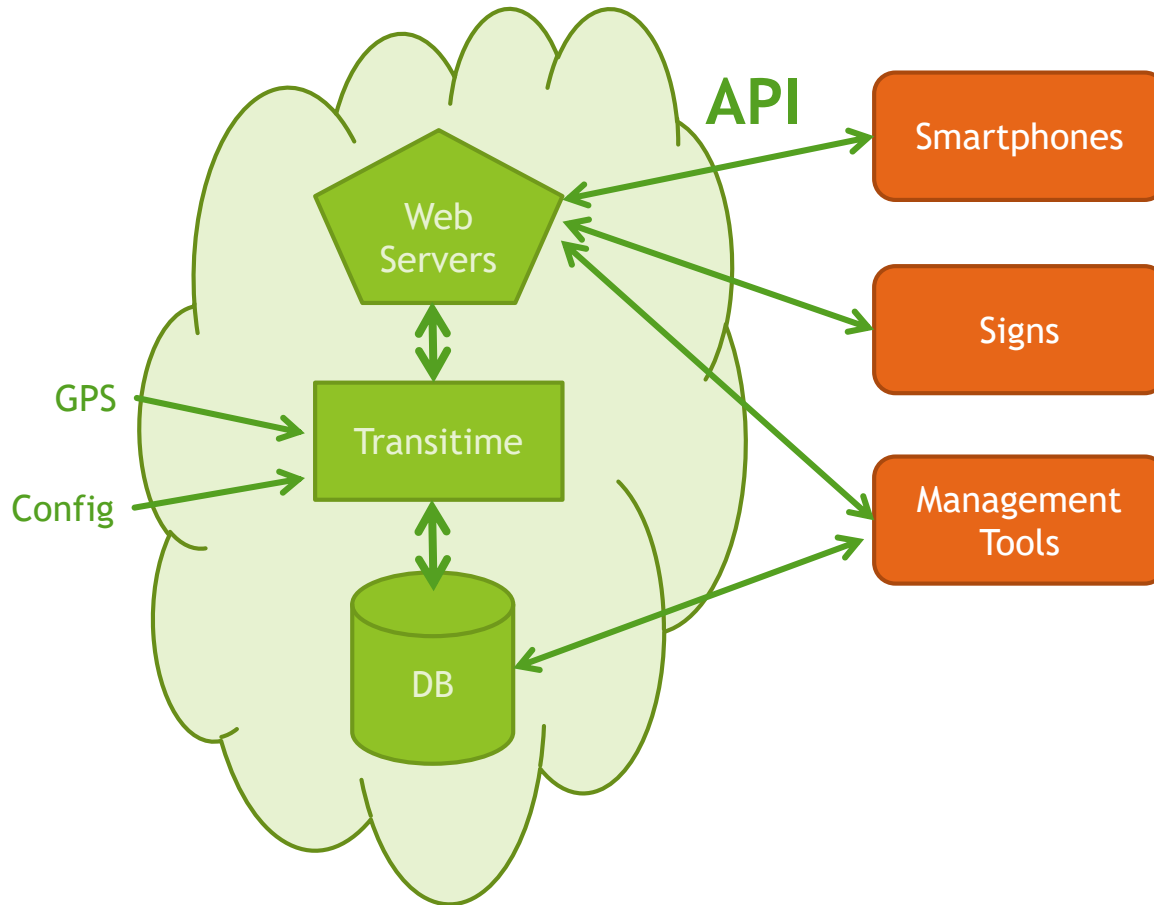 API
Smartphones
Web
Servers
Signs
GPS
Transitime
Config
Management
Tools
DB